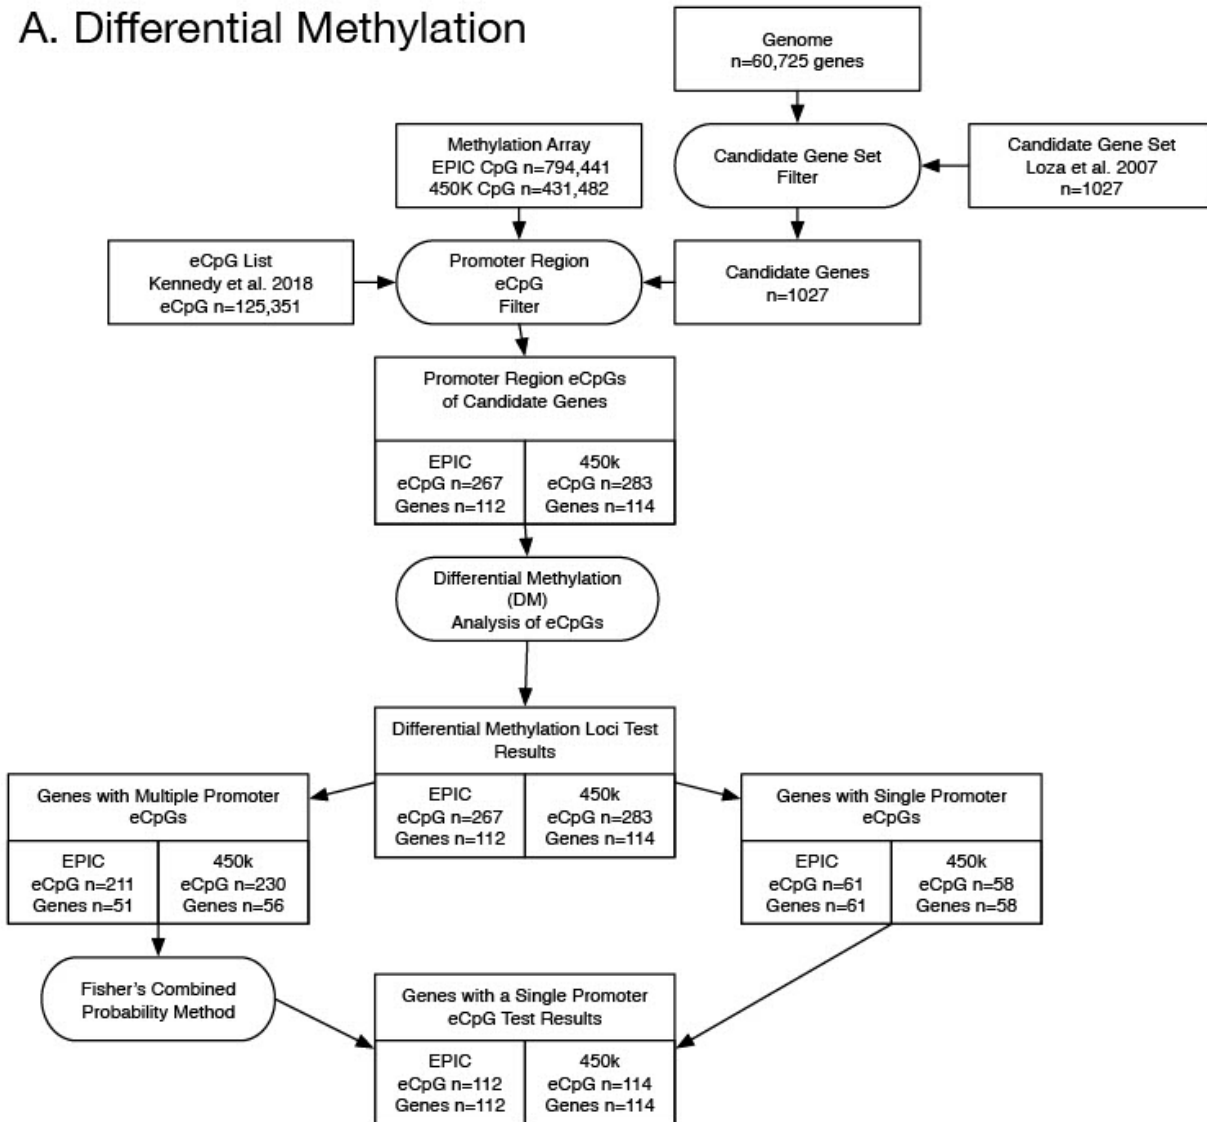 A. Differential Methylation
Genome
n=60,725 genes
Methylation Array
EPIC CpG n=794,441
450K CpG n=431,482
Candidate Gene Set
Filter
Candidate Gene Set
Loza et al. 2007
n=1027
eCpG List
Kennedy et al. 2018
eCpG n=125,351
Promoter Region
eCpG
Filter
Candidate Genes
n=1027
Promoter Region eCpGs
of Candidate Genes
EPIC
eCpG n=267
Genes n=112
450k
eCpG n=283
Genes n=114
Differential Methylation
(DM)
Analysis of eCpGs
Differential Methylation Loci Test
Results
EPIC
eCpG n=267
Genes n=112
450k
eCpG n=283
Genes n=114
Genes with Multiple Promoter
eCpGs
EPIC
eCpG n=211
Genes n=51
450k
eCpG n=230
Genes n=56
Genes with Single Promoter
eCpGs
EPIC
eCpG n=61
Genes n=61
450k
eCpG n=58
Genes n=58
Fisher's Combined
Probability Method
Genes with a Single Promoter
eCpG Test Results
EPIC
eCpG n=112
Genes n=112
450k
eCpG n=114
Genes n=114